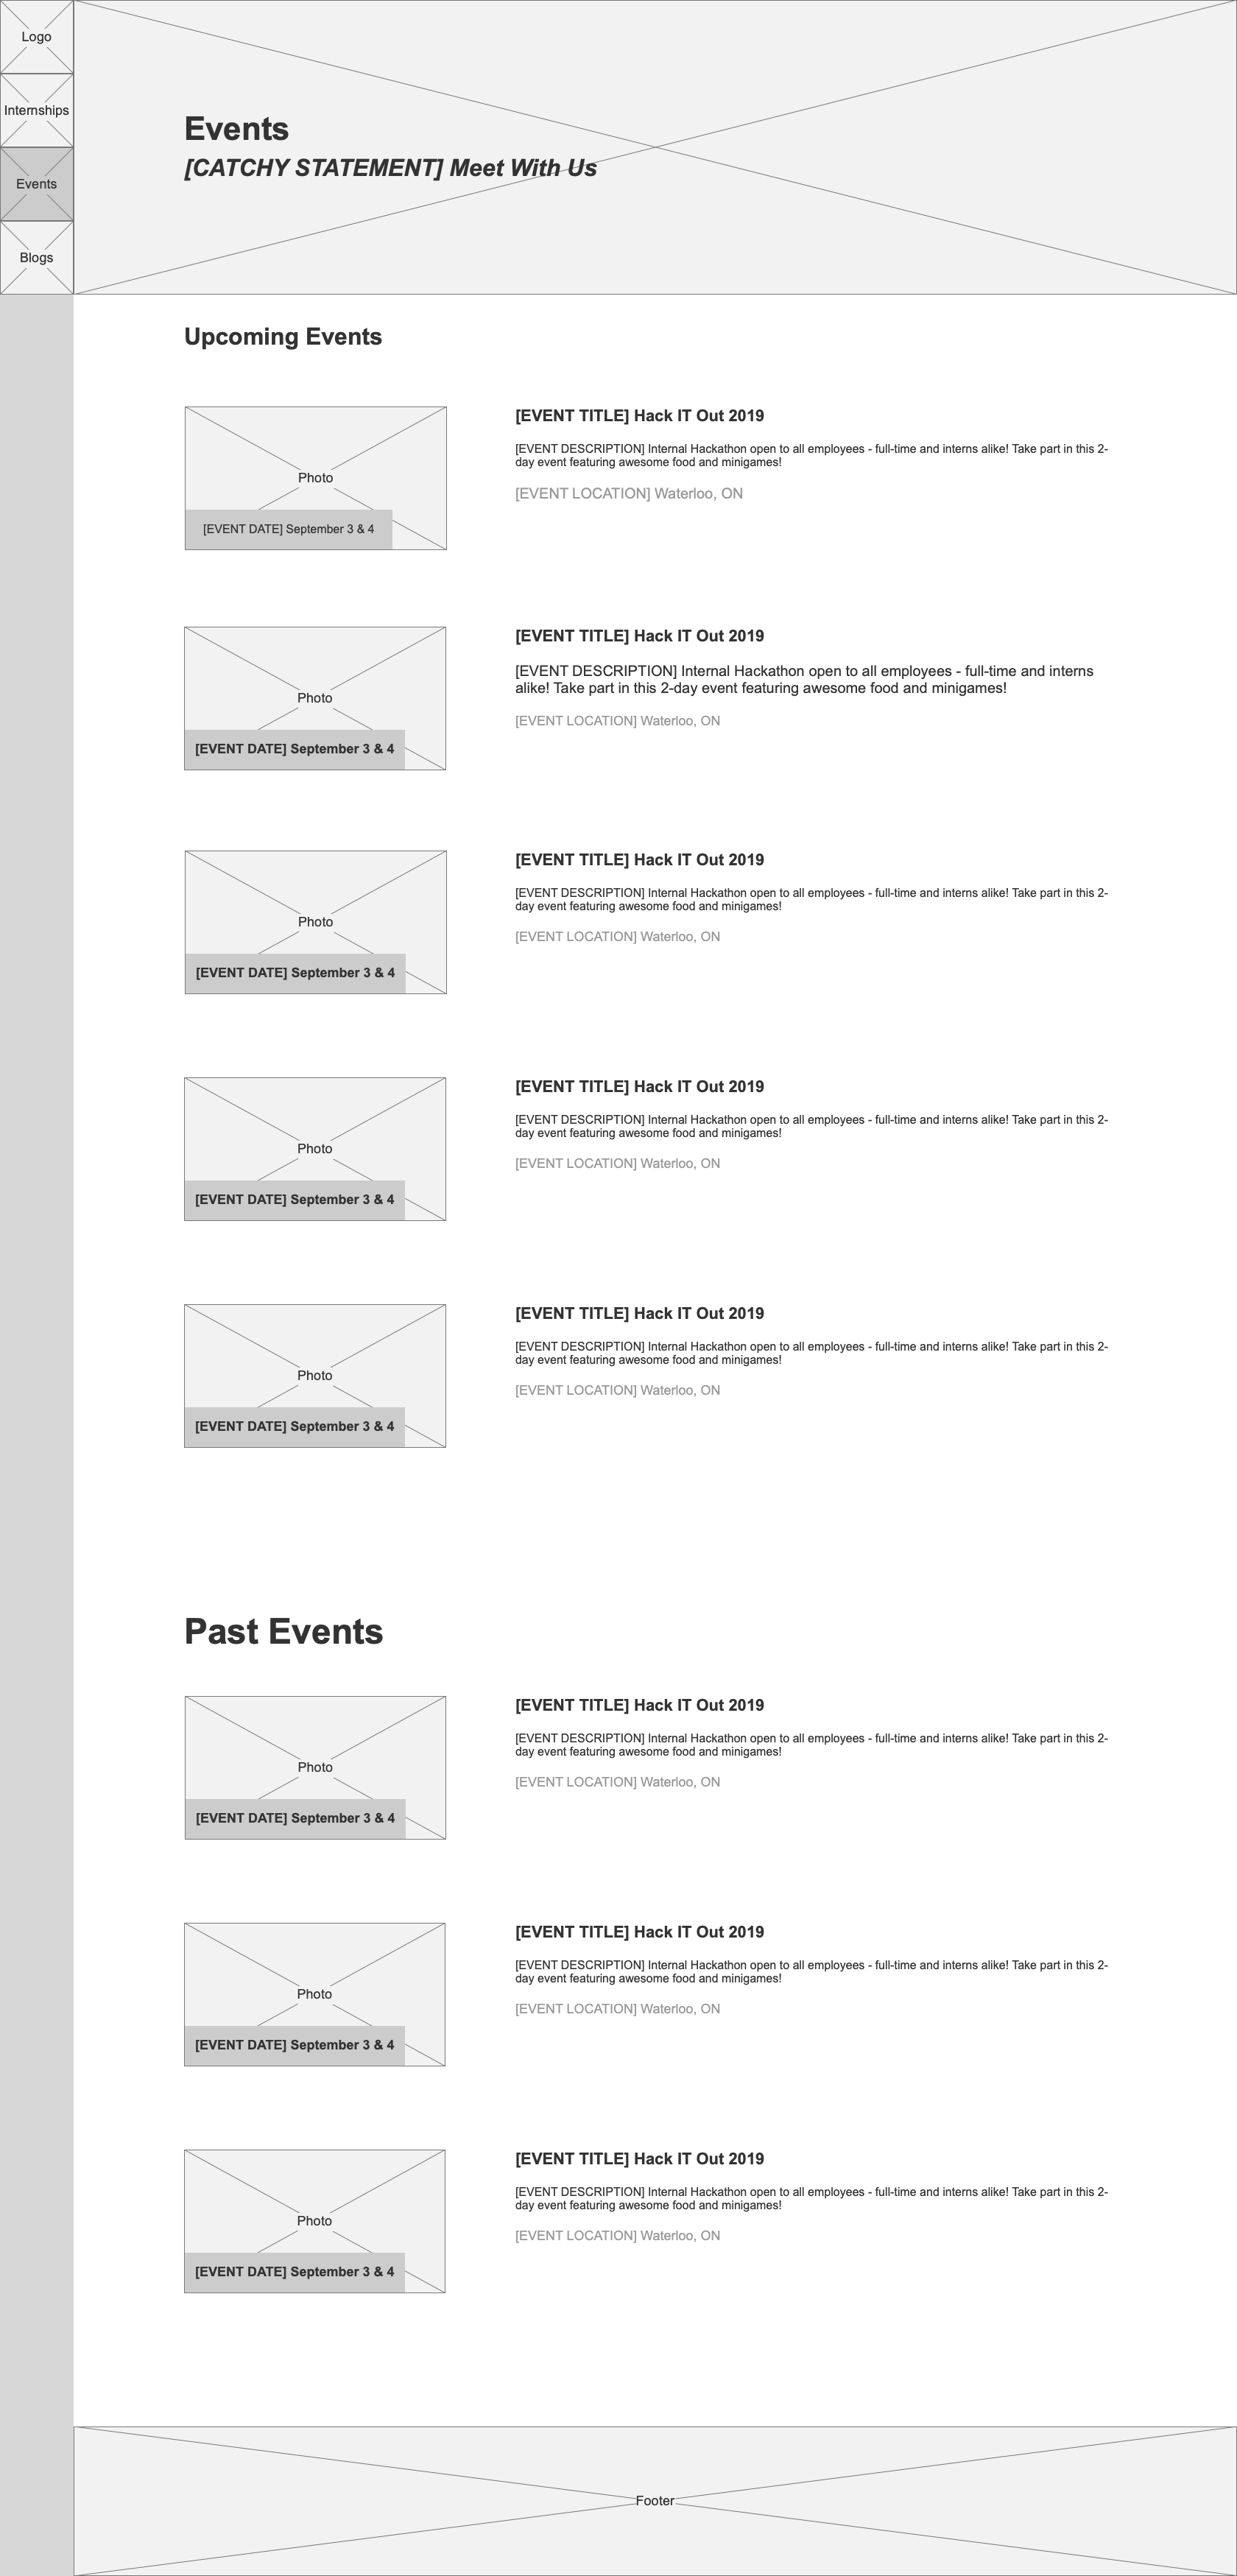 Logo
Internships
Events
Blogs
Events
[CATCHY STATEMENT] Meet With Us
Upcoming Events
Photo
[EVENT DATE] September 3 & 4
[EVENT TITLE] Hack IT Out 2019
[EVENT DESCRIPTION] Internal Hackathon open to all employees - full-time and interns alike! Take part in this 2-
day event featuring awesome food and minigames!
[EVENT LOCATION] Waterloo, ON
Photo
[EVENT DATE] September 3 & 4
[EVENT TITLE] Hack IT Out 2019
[EVENT DESCRIPTION] Internal Hackathon open to all employees - full-time and interns
alike! Take part in this 2-day event featuring awesome food and minigames!
[EVENT LOCATION] Waterloo, ON
Photo
[EVENT DATE] September 3 & 4
[EVENT TITLE] Hack IT Out 2019
[EVENT DESCRIPTION] Internal Hackathon open to all employees - full-time and interns alike! Take part in this 2-
day event featuring awesome food and minigames!
[EVENT LOCATION] Waterloo, ON
Photo
[EVENT DATE] September 3 & 4
[EVENT TITLE] Hack IT Out 2019
[EVENT DESCRIPTION] Internal Hackathon open to all employees - full-time and interns alike! Take part in this 2-
day event featuring awesome food and minigames!
[EVENT LOCATION] Waterloo, ON
Photo
[EVENT DATE] September 3 & 4
[EVENT TITLE] Hack IT Out 2019
[EVENT DESCRIPTION] Internal Hackathon open to all employees - full-time and interns alike! Take part in this 2-
day event featuring awesome food and minigames!
[EVENT LOCATION] Waterloo, ON
Past Events
Photo
[EVENT DATE] September 3 & 4
[EVENT TITLE] Hack IT Out 2019
[EVENT DESCRIPTION] Internal Hackathon open to all employees - full-time and interns alike! Take part in this 2-
day event featuring awesome food and minigames!
[EVENT LOCATION] Waterloo, ON
Photo
[EVENT DATE] September 3 & 4
[EVENT TITLE] Hack IT Out 2019
[EVENT DESCRIPTION] Internal Hackathon open to all employees - full-time and interns alike! Take part in this 2-
day event featuring awesome food and minigames!
[EVENT LOCATION] Waterloo, ON
Photo
[EVENT DATE] September 3 & 4
[EVENT TITLE] Hack IT Out 2019
[EVENT DESCRIPTION] Internal Hackathon open to all employees - full-time and interns alike! Take part in this 2-
day event featuring awesome food and minigames!
[EVENT LOCATION] Waterloo, ON
Footer